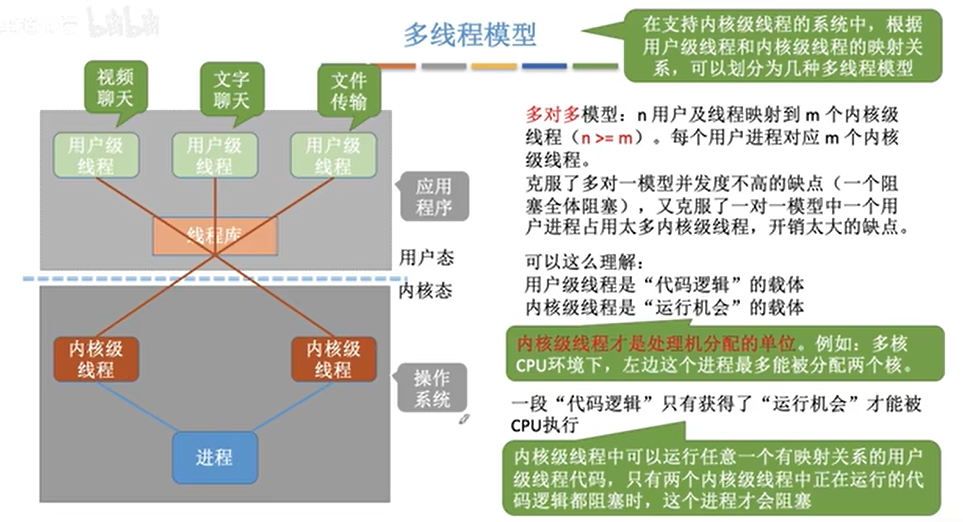 bilibili
多线程模型
在支持内核级线程的系统中，根据
用户级线程和内核级线程的映射关
系，可以划分为几种多线程模型
视频
聊天
文字
聊天
文件
传输
用户级
线程
用户级
线程
用户级
线程
线程库
应用
程序
用户态
内核态
内核级
线程
内核级
线程
操作
系统
进程
多对多模型：n 用户及线程映射到 m 个内核级
线程（n >= m）。每个用户进程对应 m 个内核
级线程。
克服了多对一模型并发度不高的缺点（一个阻
塞全体阻塞），又克服了一对一模型中一个用
户进程占用太多内核级线程，开销太大的缺点。
可以这么理解：
用户级线程是“代码逻辑”的载体
内核级线程是“运行机会”的载体
内核级线程才是处理机分配的单位。例如：多核
CPU环境下，左边这个进程最多能被分配两个核。
一段“代码逻辑”只有获得了“运行机会”才能被
CPU执行
内核级线程中可以运行任意一个有映射关系的用户
级线程代码，只有两个内核级线程中正在运行的代
码逻辑都阻塞时，这个进程才会阻塞